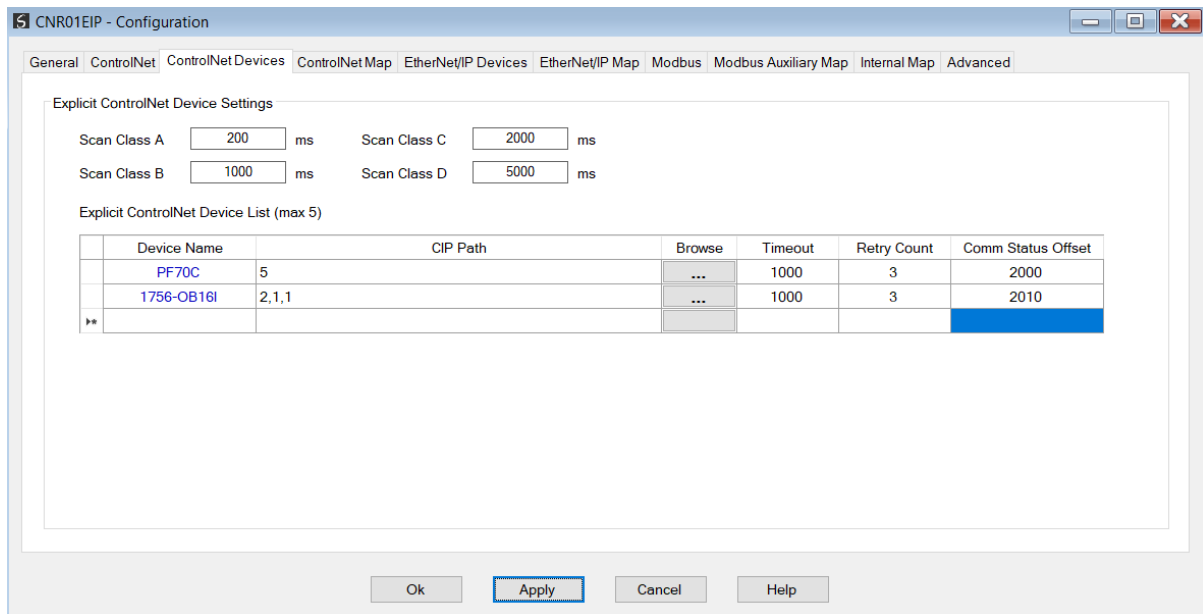 CNR01EIP - Configuration
General ControlNet ControlNet Devices ControlNet Map EtherNet/IP Devices EtherNet/IP Map Modbus Modbus Auxiliary Map Internal Map Advanced
Explicit ControlNet Device Settings
Scan Class A 200 ms Scan Class C 2000 ms
Scan Class B 1000 ms Scan Class D 5000 ms
Explicit ControlNet Device List (max 5)
Device Name CIP Path Browse Timeout Retry Count Comm Status Offset
PF70C 5 ... 1000 3 2000
1756-OB16I 2,1,1 ... 1000 3 2010
Ok Apply Cancel Help